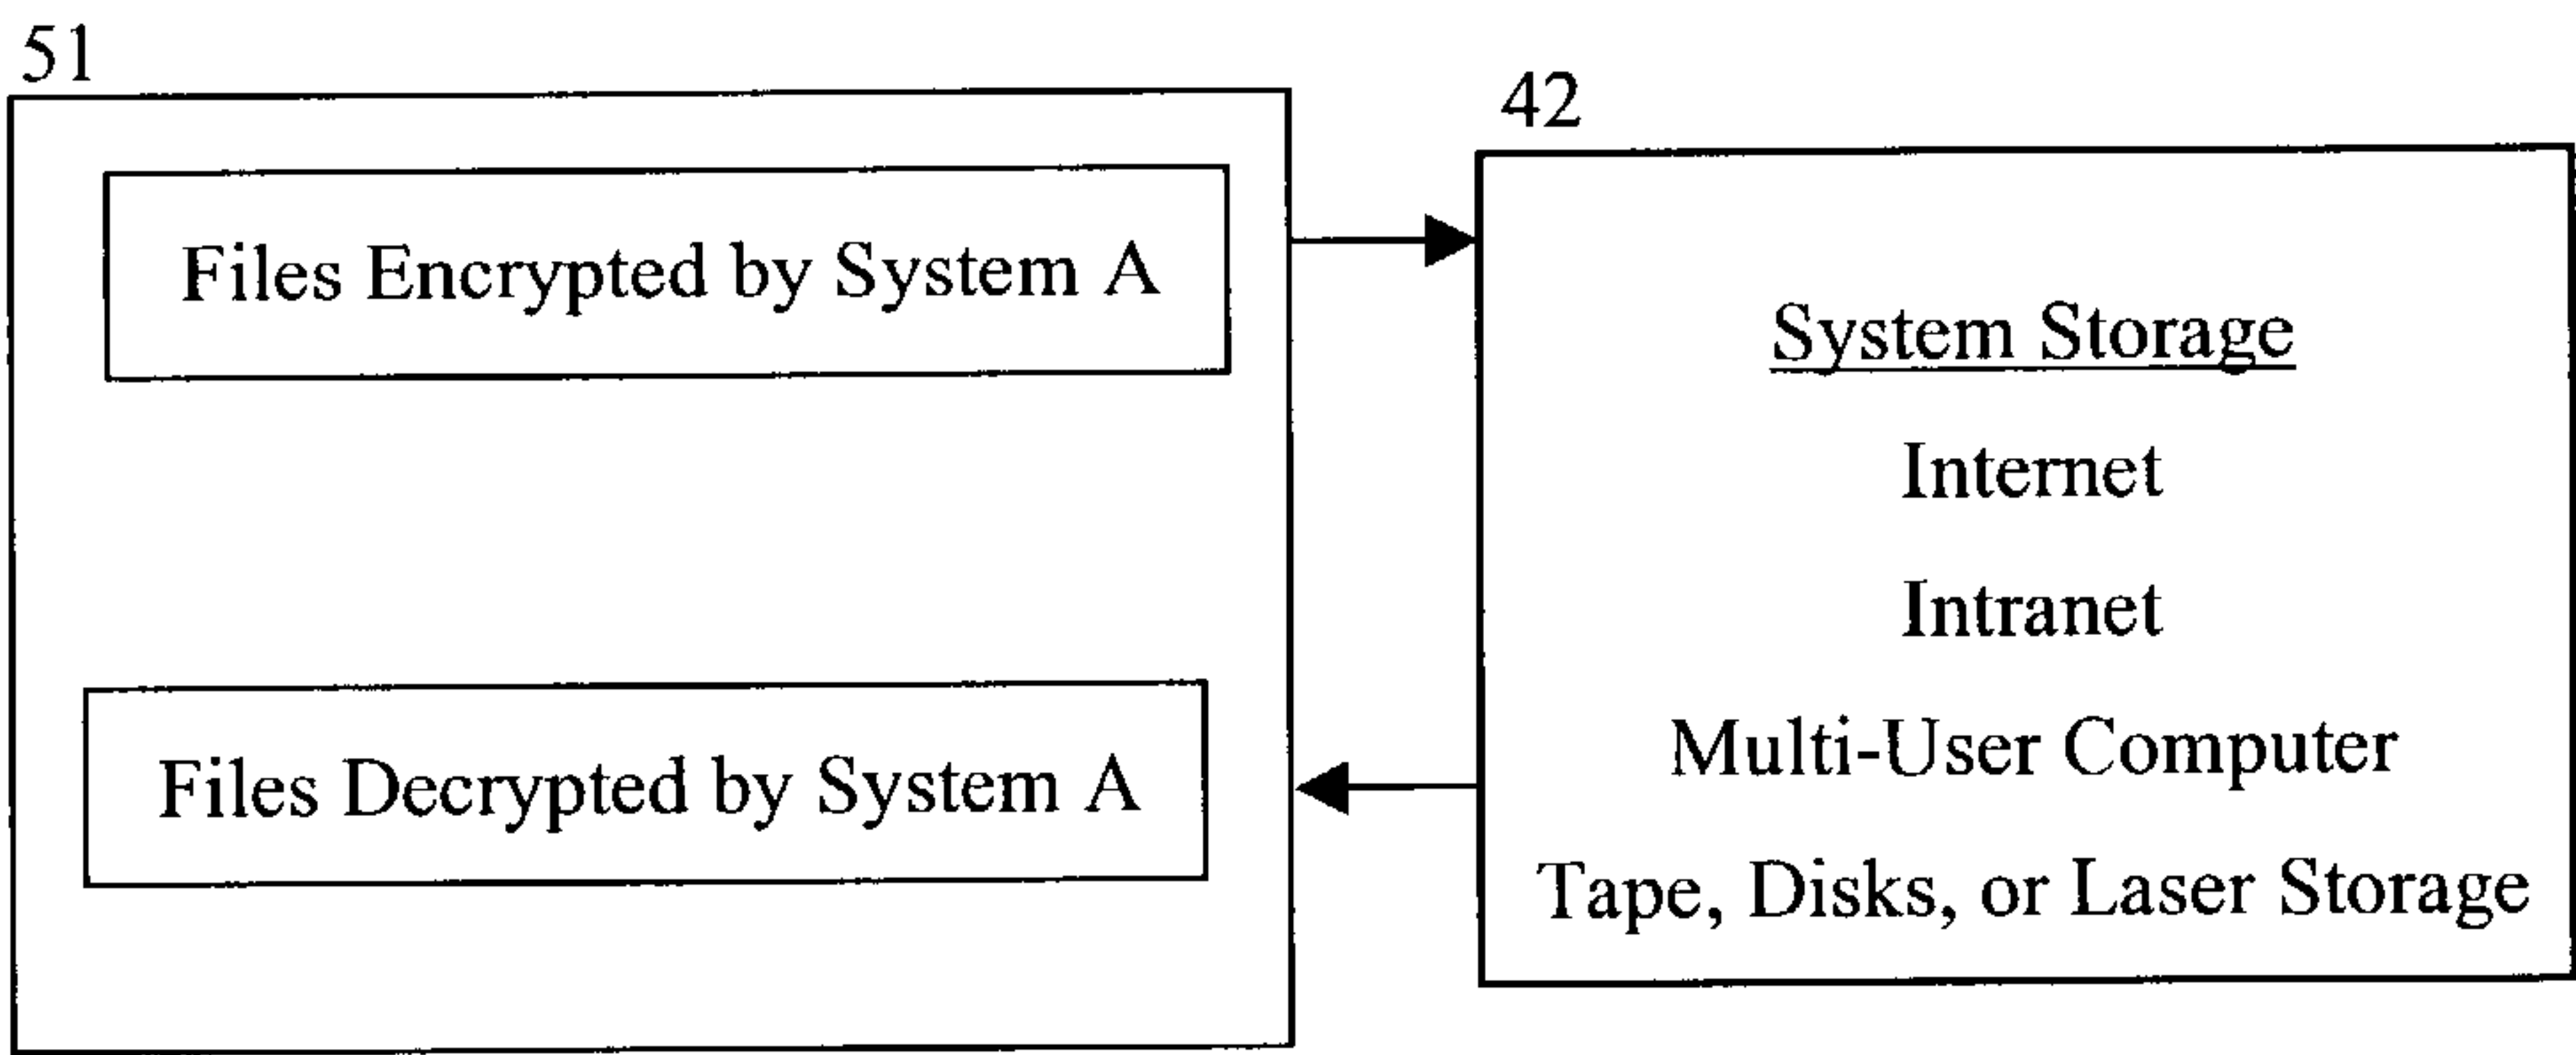 51
Files Encrypted by System A
Files Decrypted by System A
42
System Storage
Internet
Intranet
Multi-User Computer
Tape, Disks, or Laser Storage